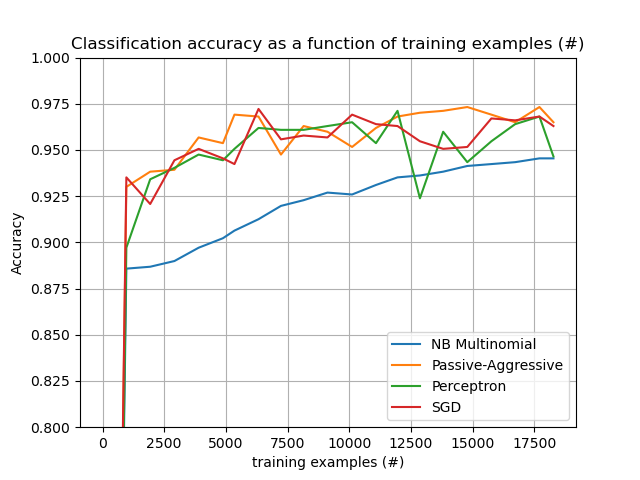 Classification accuracy as a function of training examples (#)
1.000
0.975
0.950
0.925
0.900
0.875
0.850
0.825
0.800
Accuracy
NB Multinomial
Passive-Aggressive
Perceptron
SGD
0 2500 5000 7500 10000 12500 15000 17500
training examples (#)